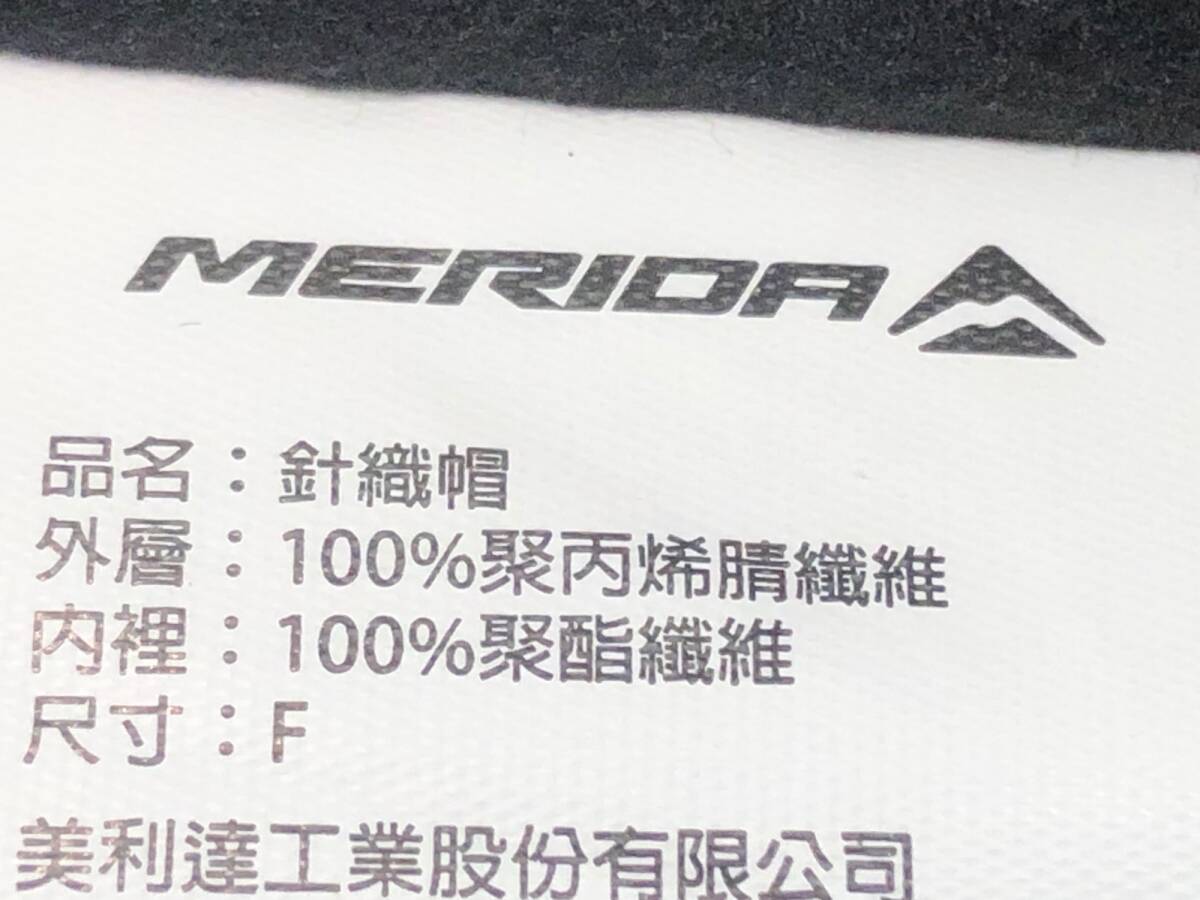 MERIDA
品名：針織帽
外層：100%聚丙烯腈纖維
內裡：100%聚酯纖維
尺寸：F
美利達工業股份有限公司